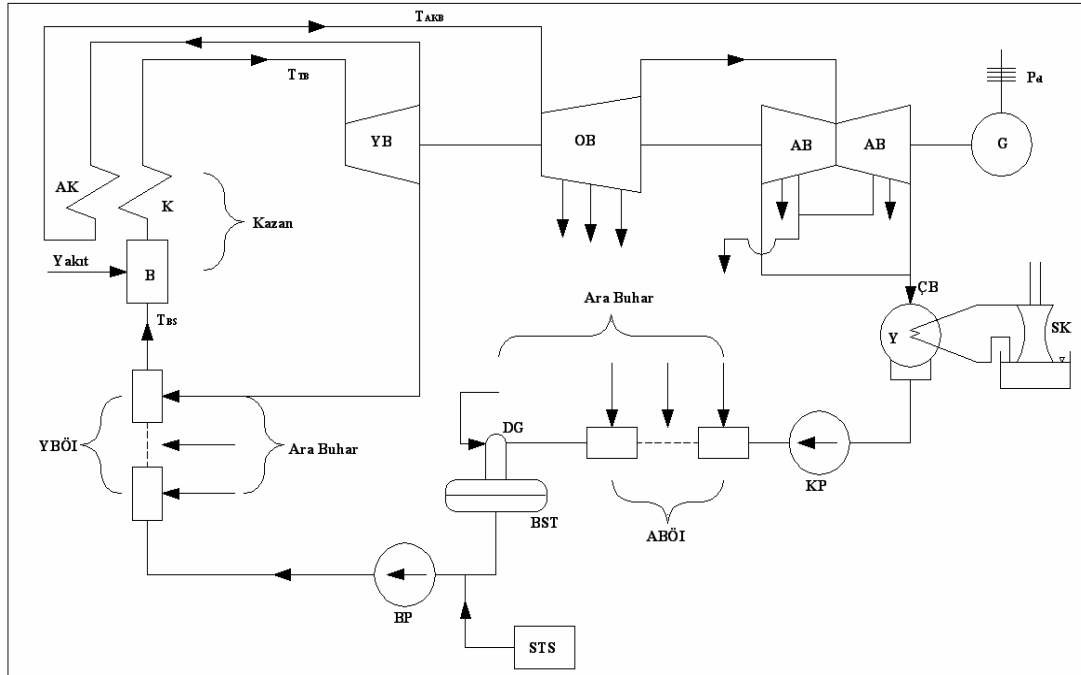 TAKB
TTB
Pel
YB
OB
AB
AB
G
AK
K
Kazan
Yakıt
B
TBS
Ara Buhar
ÇB
Y
SK
YBÖI
Ara Buhar
DG
BST
ABÖI
KP
BP
STS